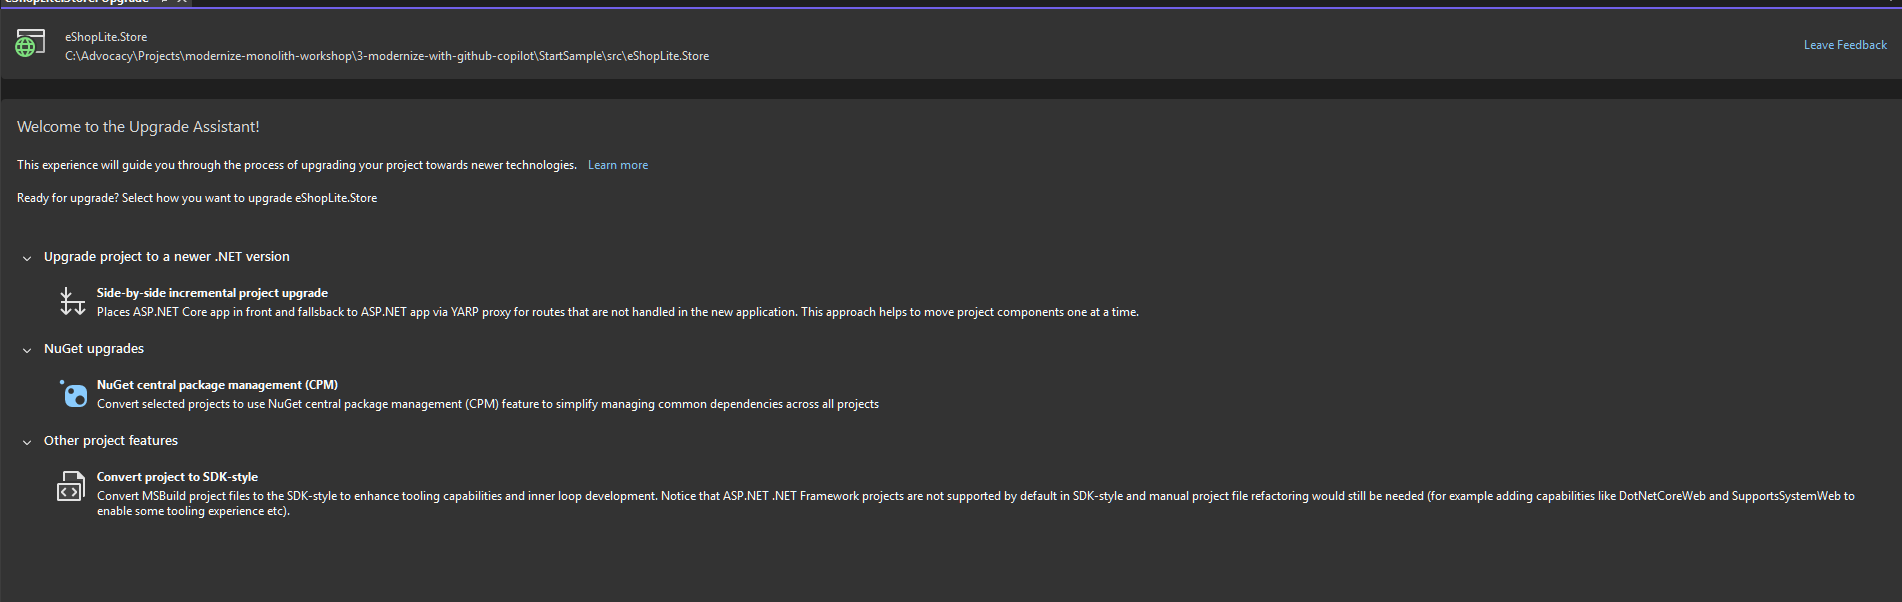 eShopLite.Store: Upgrade
eShopLite.Store
C:\Advocacy\Projects\modernize-monolith-workshop\3-modernize-with-github-copilot\StartSample\src\eShopLite.Store
Leave Feedback
Welcome to the Upgrade Assistant!
This experience will guide you through the process of upgrading your project towards newer technologies. Learn more
Ready for upgrade? Select how you want to upgrade eShopLite.Store
Upgrade project to a newer .NET version
Side-by-side incremental project upgrade
Places ASP.NET Core app in front and fallsback to ASP.NET app via YARP proxy for routes that are not handled in the new application. This approach helps to move project components one at a time.
NuGet upgrades
NuGet central package management (CPM)
Convert selected projects to use NuGet central package management (CPM) feature to simplify managing common dependencies across all projects
Other project features
Convert project to SDK-style
Convert MSBuild project files to the SDK-style to enhance tooling capabilities and inner loop development. Notice that ASP.NET .NET Framework projects are not supported by default in SDK-style and manual project file refactoring would still be needed (for example adding capabilities like DotNetCoreWeb and SupportsSystemWeb to
enable some tooling experience etc).